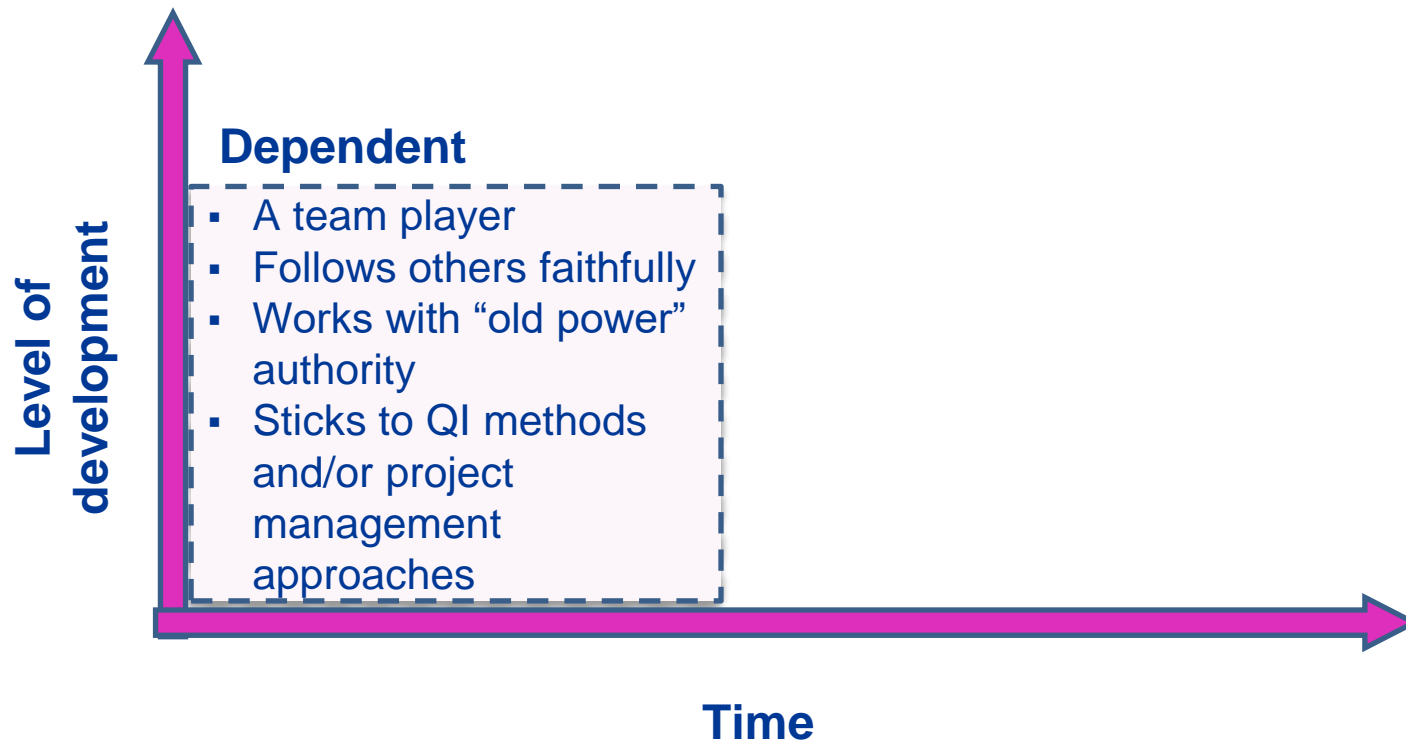 Dependent
▪ A team player
▪ Follows others faithfully
▪ Works with “old power”
authority
▪ Sticks to QI methods
and/or project
management
approaches
Level of
development
Time